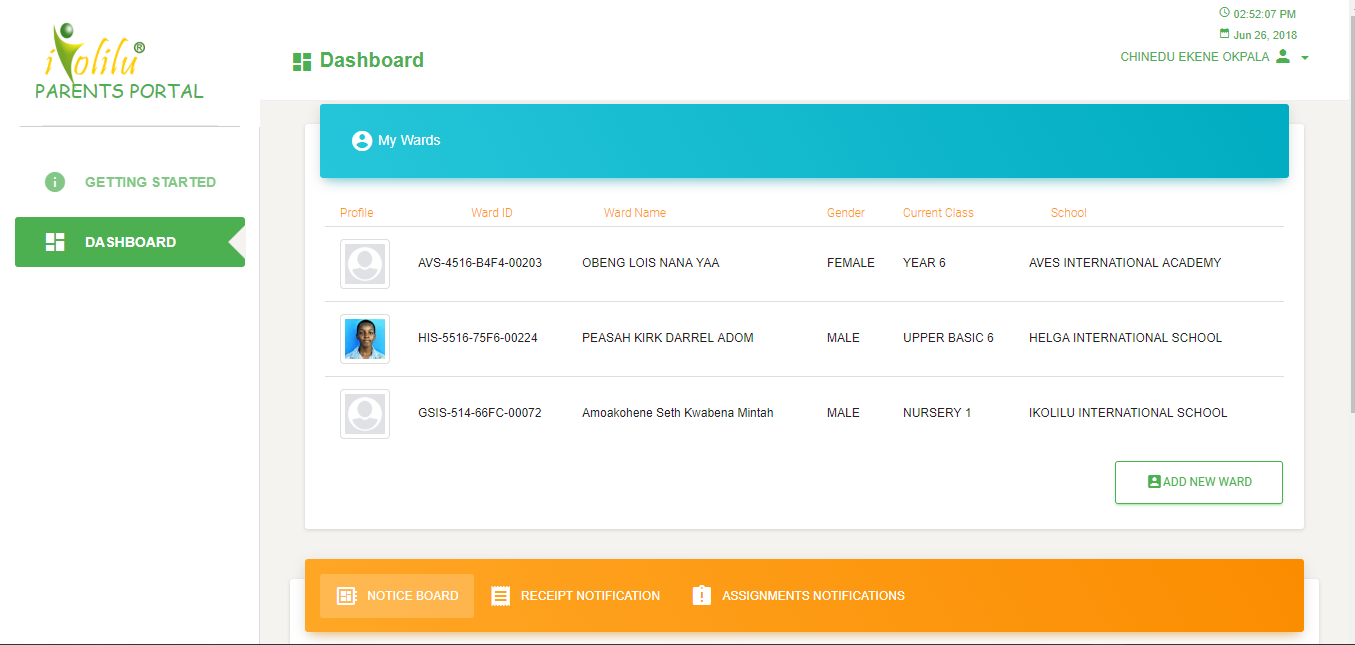 iKolilu®
PARENTS PORTAL
GETTING STARTED
DASHBOARD
Dashboard
02:52:07 PM
Jun 26, 2018
CHINEDU EKENE OKPALA
My Wards
Profile Ward ID Ward Name Gender Current Class School
AVS-4516-B4F4-00203 OBENG LOIS NANA YAA FEMALE YEAR 6 AVES INTERNATIONAL ACADEMY
HIS-5516-75F6-00224 PEASAH KIRK DARREL ADOM MALE UPPER BASIC 6 HELGA INTERNATIONAL SCHOOL
GSIS-514-66FC-00072 Amoakohene Seth Kwabena Mintah MALE NURSERY 1 IKOLILU INTERNATIONAL SCHOOL
ADD NEW WARD
NOTICE BOARD RECEIPT NOTIFICATION ASSIGNMENTS NOTIFICATIONS